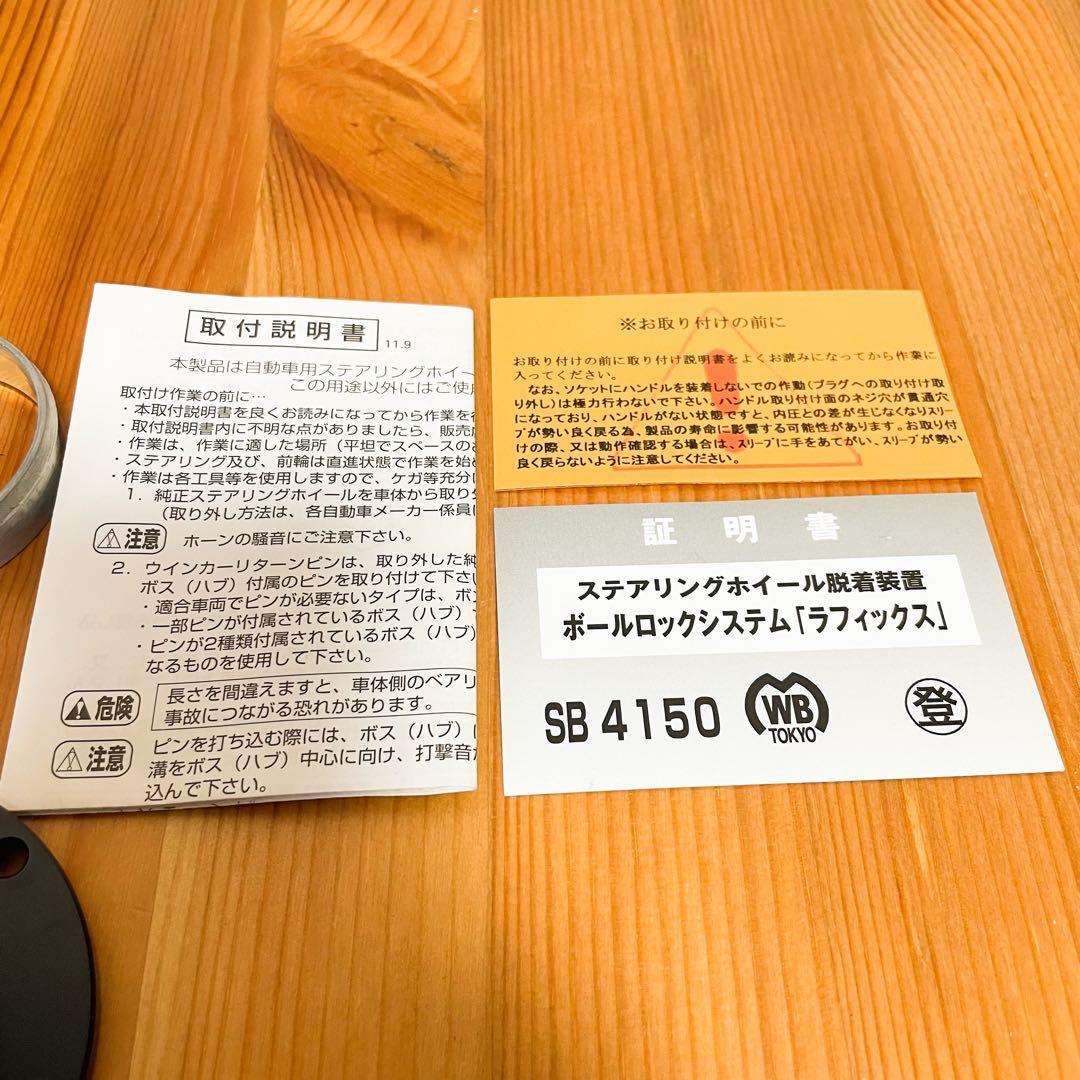 取付説明書 11.9
本製品は自動車用ステアリングホイー
この用途以外にはご使用
取付け作業の前に…
・本取付説明書を良くお読みになってから作業を行
・取付説明書内に不明な点がありましたら、販売店
・作業は、作業に適した場所（平坦でスペースのあ
・ステアリング及び、前輪は直進状態で作業を始め
・作業は各工具等を使用しますので、ケガ等充分に
1. 純正ステアリングホイールを車体から取り外
（取り外し方法は、各自動車メーカー係員に
注意 ホーンの騒音にご注意下さい。
2. ウインカーリターンピンは、取り外した純
ボス（ハブ）付属のピンを取り付けて下さい
・適合車両でピンが必要ないタイプは、ボス
・一部ピンが付属されているボス（ハブ）
・ピンが2種類付属されているボス（ハブ）
なるものを使用して下さい。
危険 長さを間違えますと、車体側のベアリ
事故につながる恐れがあります。
注意 ピンを打ち込む際には、ボス（ハブ）に
溝をボス（ハブ）中心に向け、打撃音が
込んで下さい。
※お取り付けの前に
お取り付けの前に取り付け説明書をよくお読みになってから作業に
入ってください。
なお、ソケットにハンドルを装着しないでの作動（プラグへの取り付け取
り外し）は極力行わないで下さい。ハンドル取り付け面のネジ穴が貫通穴
になっており、ハンドルがない状態ですと、内圧との差が生じなくなりスリー
プが勢い良く戻る為、製品の寿命に影響する可能性があります。お取り付
けの際、又は動作確認する場合は、スリーブに手をあてがい、スリーブが勢い
良く戻らないように注意してください。
証明書
ステアリングホイール脱着装置
ボールロックシステム「ラフィックス」
SB 4150 WB TOKYO 登